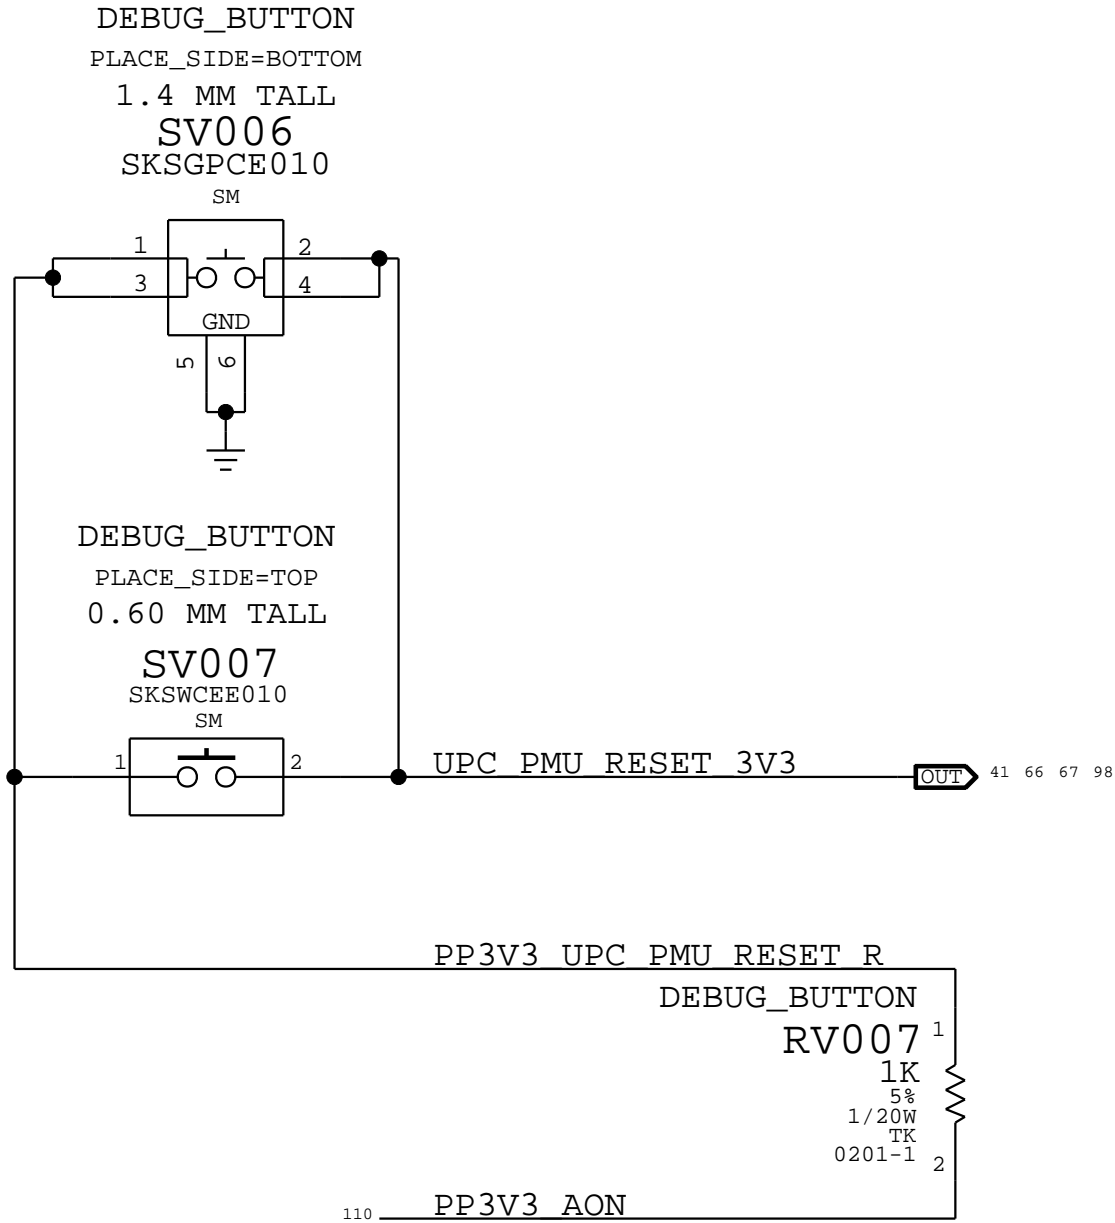 DEBUG_BUTTON
PLACE_SIDE=BOTTOM
1.4 MM TALL
SV006
SKSGPCE010
SM
1 2
3 4
GND
5 6
DEBUG_BUTTON
PLACE_SIDE=TOP
0.60 MM TALL
SV007
SKSWCEE010
SM
1 2 UPC_PMU_RESET_3V3 OUT 41 66 67 98
PP3V3_UPC_PMU_RESET_R
DEBUG_BUTTON
RV007 1
1K
5%
1/20W
TK
0201-1 2
110 PP3V3_AON